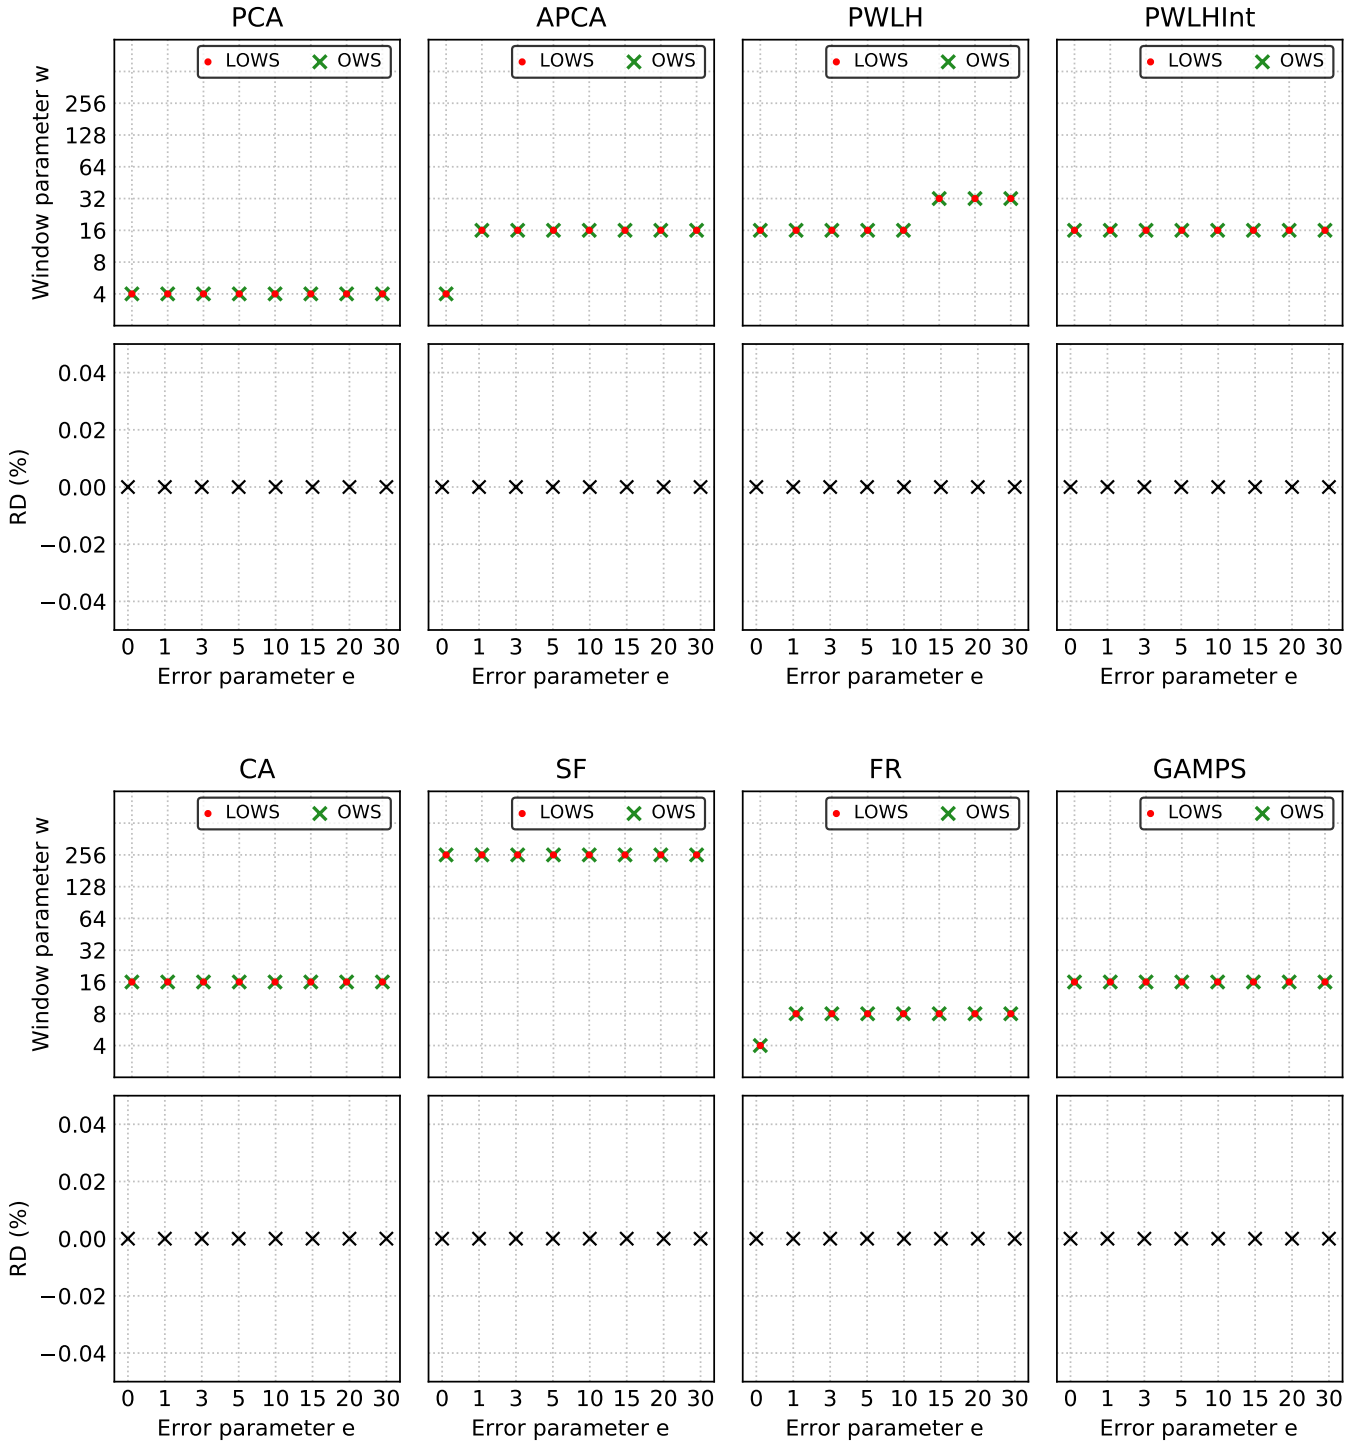 PCA APCA PWLH PWLHInt
LOWS OWS LOWS OWS LOWS OWS LOWS OWS
Window parameter w
256
128
64
32
16
8
4
RD (%)
0.04
0.02
0.00
−0.02
−0.04
0 1 3 5 10 15 20 30 0 1 3 5 10 15 20 30 0 1 3 5 10 15 20 30 0 1 3 5 10 15 20 30
Error parameter e Error parameter e Error parameter e Error parameter e
CA SF FR GAMPS
LOWS OWS LOWS OWS LOWS OWS LOWS OWS
Window parameter w
256
128
64
32
16
8
4
RD (%)
0.04
0.02
0.00
−0.02
−0.04
0 1 3 5 10 15 20 30 0 1 3 5 10 15 20 30 0 1 3 5 10 15 20 30 0 1 3 5 10 15 20 30
Error parameter e Error parameter e Error parameter e Error parameter e